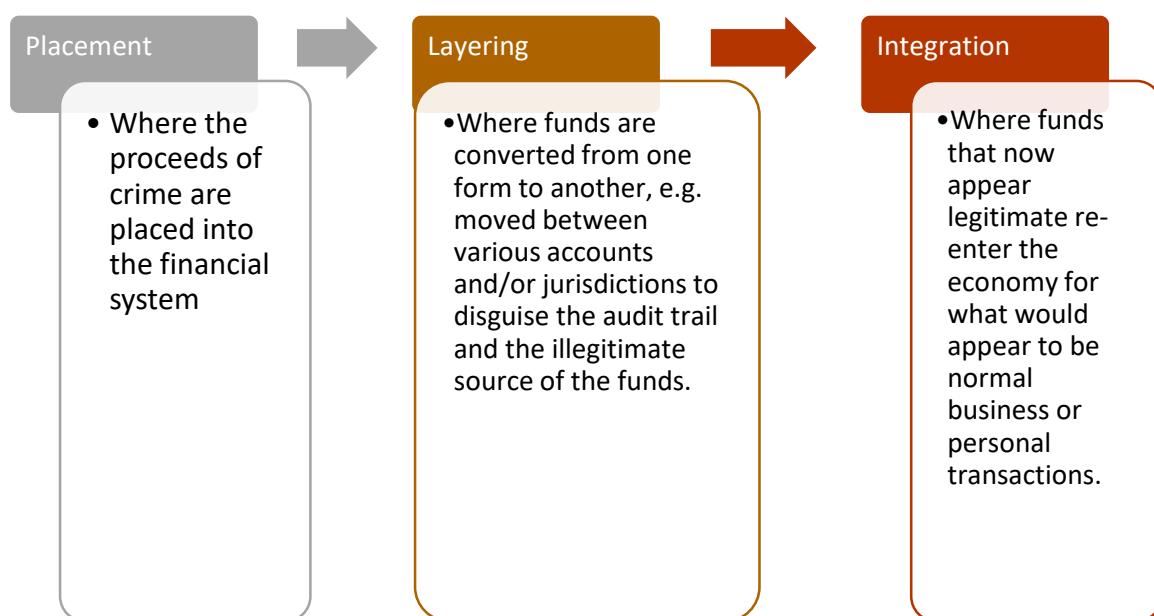 Placement
• Where the
proceeds of
crime are
placed into
the financial
system
Layering
•Where funds are
converted from one
form to another, e.g.
moved between
various accounts
and/or jurisdictions to
disguise the audit trail
and the illegitimate
source of the funds.
Integration
•Where funds
that now
appear
legitimate re-
enter the
economy for
what would
appear to be
normal
business or
personal
transactions.